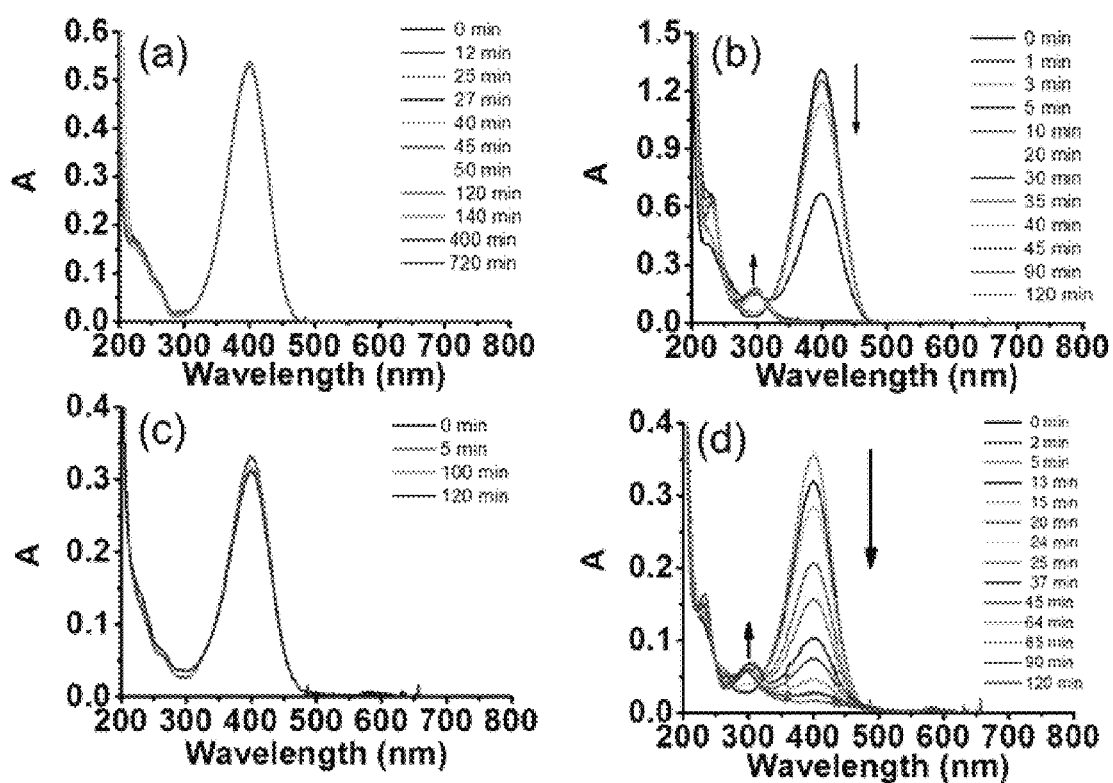 (a)
A
0.6
0.5
0.4
0.3
0.2
0.1
0.0
200 300 400 500 600 700 800
Wavelength (nm)
0 min
12 min
25 min
27 min
40 min
45 min
50 min
120 min
140 min
400 min
720 min
(b)
A
1.5
1.2
0.9
0.6
0.3
0.0
200 300 400 500 600 700 800
Wavelength (nm)
0 min
1 min
3 min
5 min
10 min
20 min
30 min
35 min
40 min
45 min
90 min
120 min
(c)
A
0.4
0.3
0.2
0.1
0.0
200 300 400 500 600 700 800
Wavelength (nm)
0 min
5 min
100 min
120 min
(d)
A
0.4
0.3
0.2
0.1
0.0
200 300 400 500 600 700 800
Wavelength (nm)
0 min
2 min
5 min
13 min
15 min
20 min
24 min
25 min
37 min
45 min
64 min
min
90 min
120 min